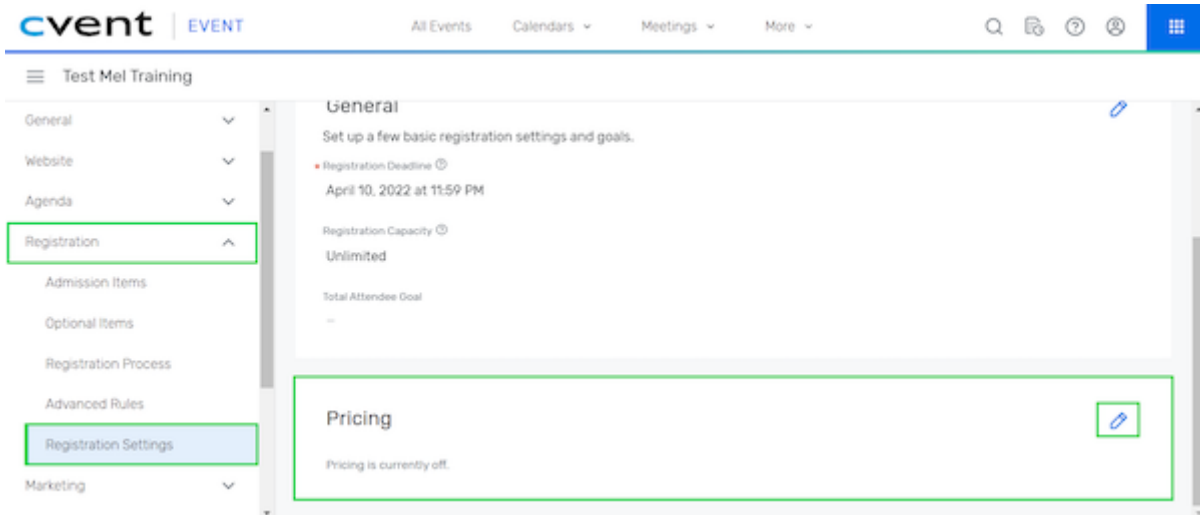 cvent EVENT
All Events Calendars Meetings More
Test Mel Training
General
Website
Agenda
Registration
Admission Items
Optional Items
Registration Process
Advanced Rules
Registration Settings
Marketing
General
Set up a few basic registration settings and goals.
Registration Deadline
April 10, 2022 at 11:59 PM
Registration Capacity
Unlimited
Total Attendee Goal
--
Pricing
Pricing is currently off.